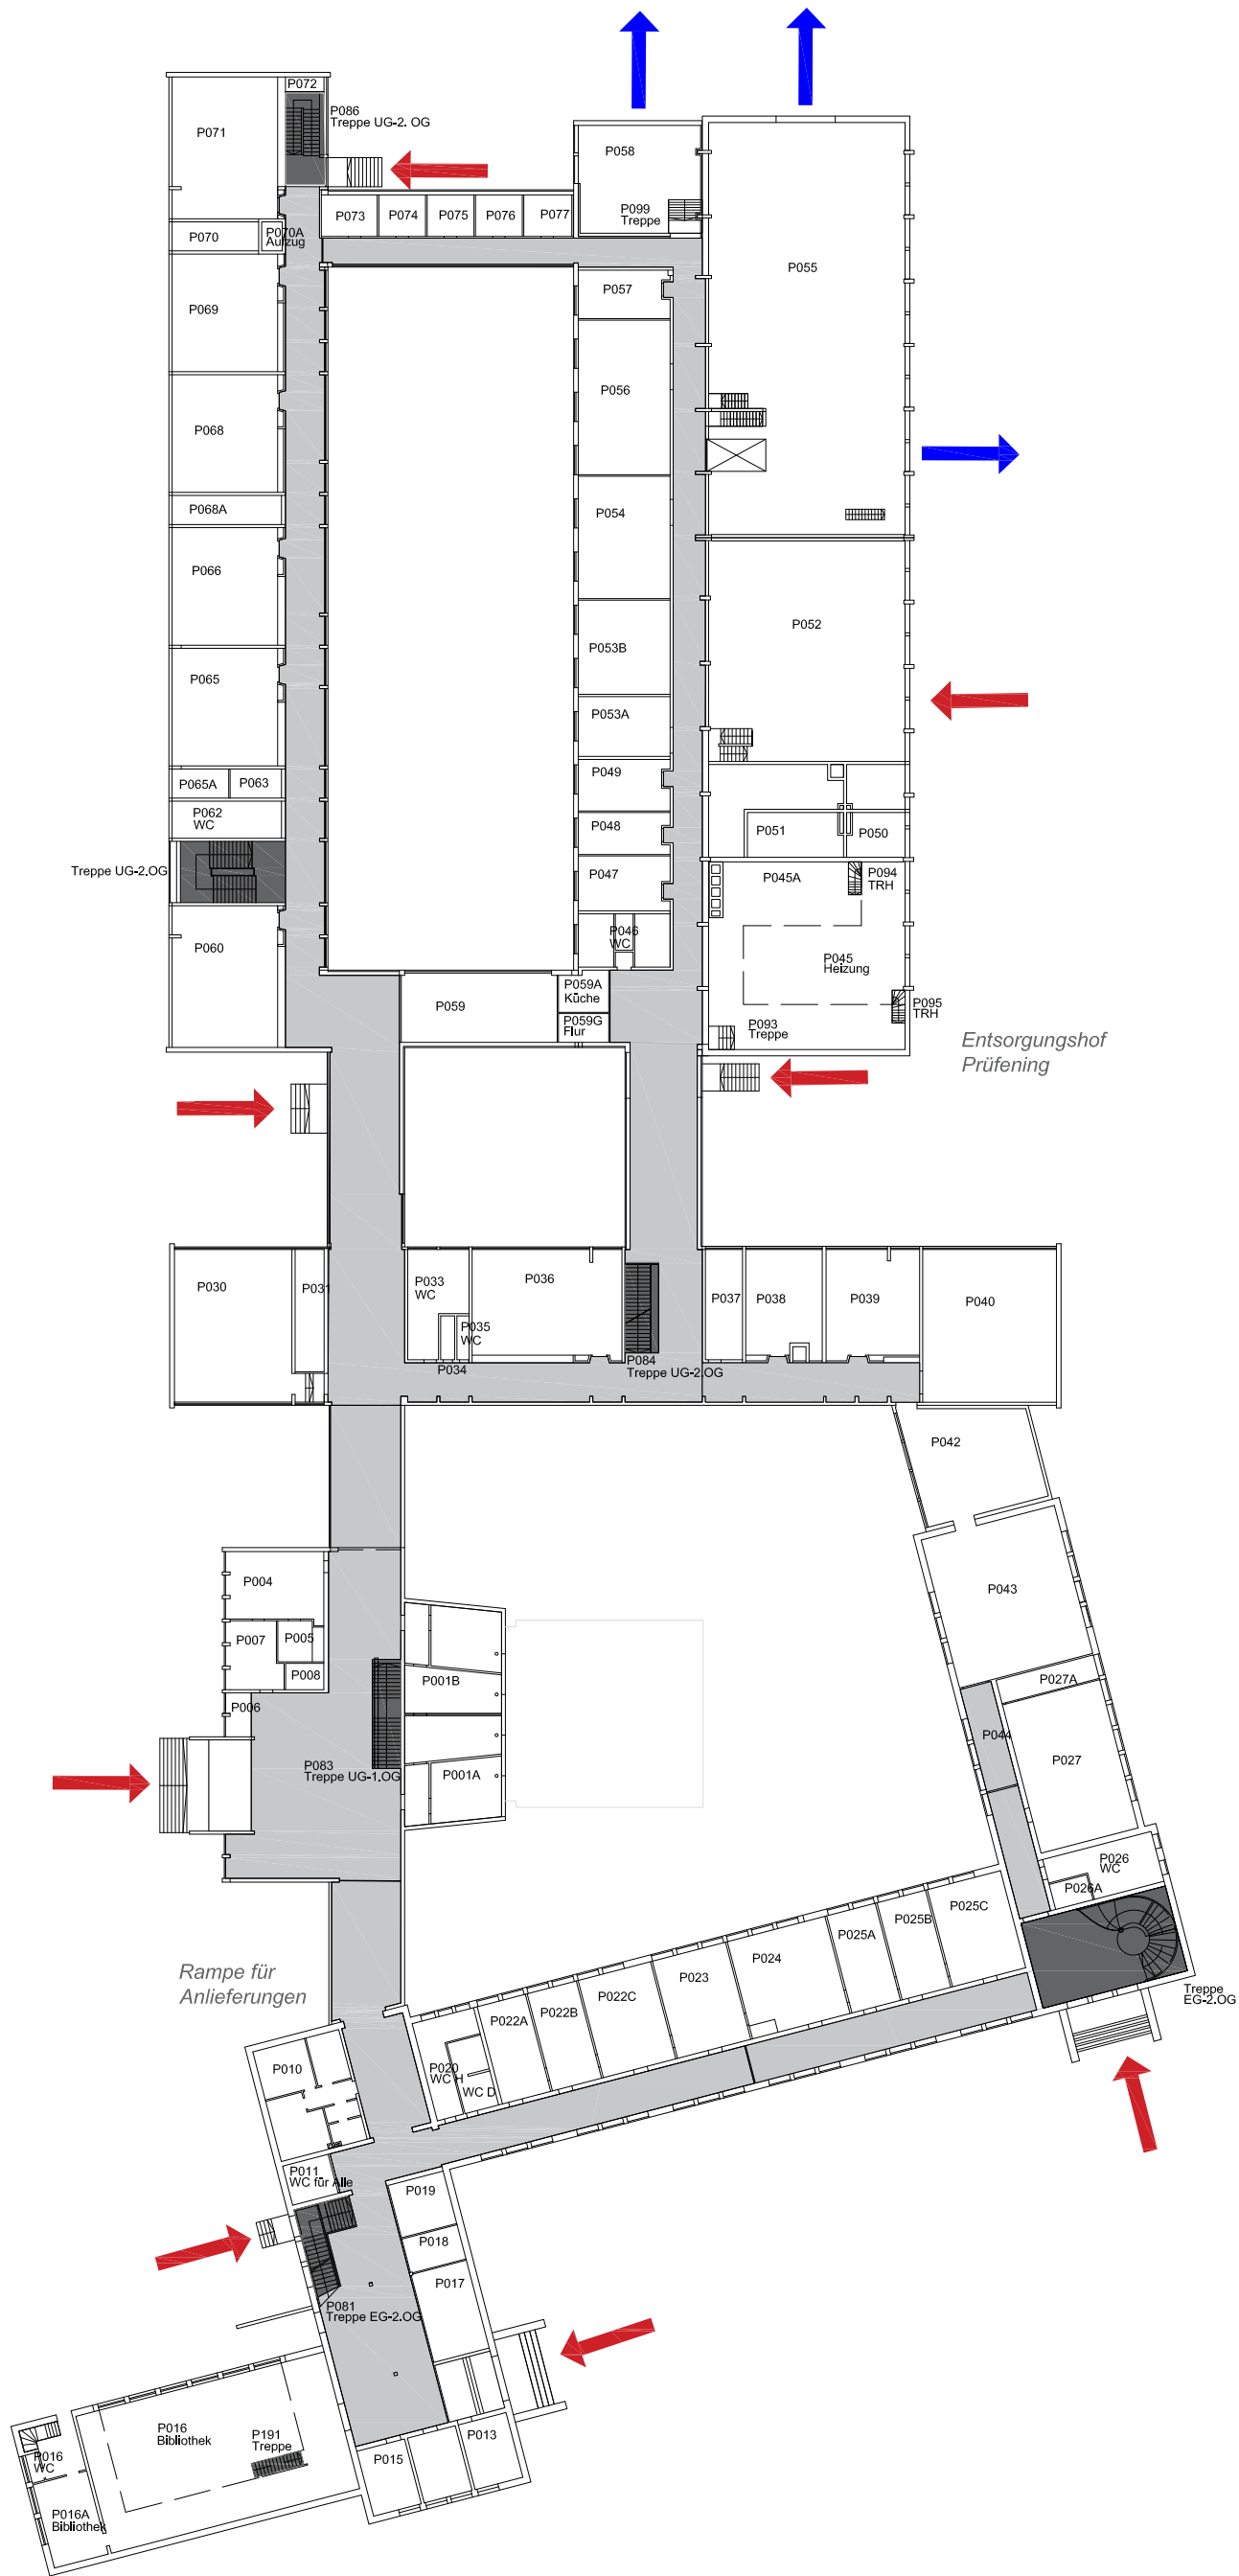 P072
P086
Treppe UG-2. OG
P071
P058
P073
P074
P075
P076
P077
P099
Treppe
P070
P070A
Aufzug
P055
P057
P069
P056
P068
P068A
P054
P066
P052
P053B
P065
P053A
P065A
P063
P049
P062
WC
P048
P051
P050
Treppe UG-2.OG
P047
P045A
P094
TRH
P060
P046
WC
P045
Heizung
P059
P059A
Küche
P059G
Flur
P093
Treppe
P095
TRH
Entsorgungshof
Prüfening
P030
P031
P033
WC
P036
P035
WC
P034
P084
Treppe UG-2.OG
P037
P038
P039
P040
P042
P004
P043
P007
P005
P008
P001B
P027A
P006
P044
P027
P083
Treppe UG-1.OG
P001A
P026
WC
P026A
P025C
P025B
P025A
P024
P023
Rampe für
Anlieferungen
P022C
P022B
P022A
Treppe
EG-2.OG
P010
P020
WC H
WC D
P011
WC für Alle
P019
P018
P017
P081
Treppe EG-2.OG
P016
Bibliothek
P191
Treppe
P013
P015
P016
WC
P016A
Bibliothek